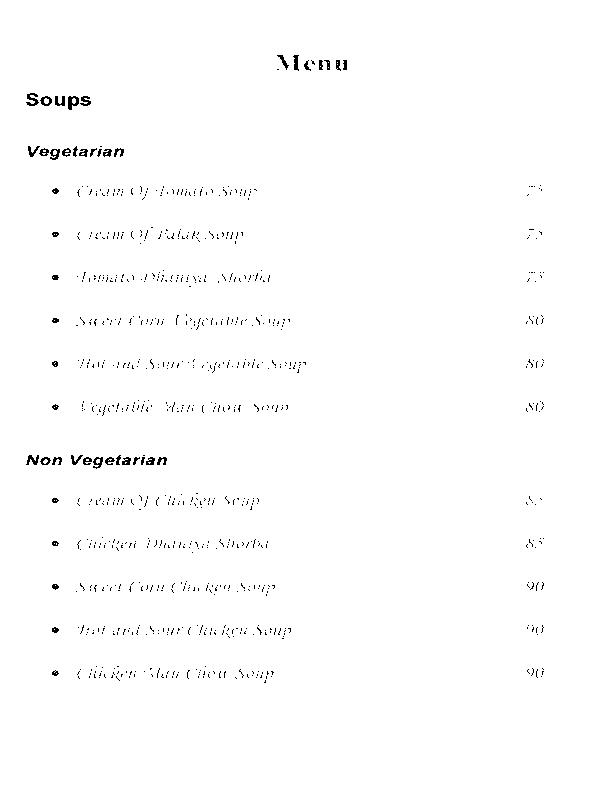 Menu
Soups
Vegetarian
• Cream Of Tomato Soup 75
• Cream Of Palak Soup 75
• Tomato Dhaniya Shorba 75
• Sweet Corn Vegetable Soup 80
• Hot and Sour Vegetable Soup 80
• Vegetable Man Chow Soup 80
Non Vegetarian
• Cream Of Chicken Soup 85
• Chicken Dhaniya Shorba 85
• Sweet Corn Chicken Soup 90
• Hot and Sour Chicken Soup 90
• Chicken Man Chow Soup 90